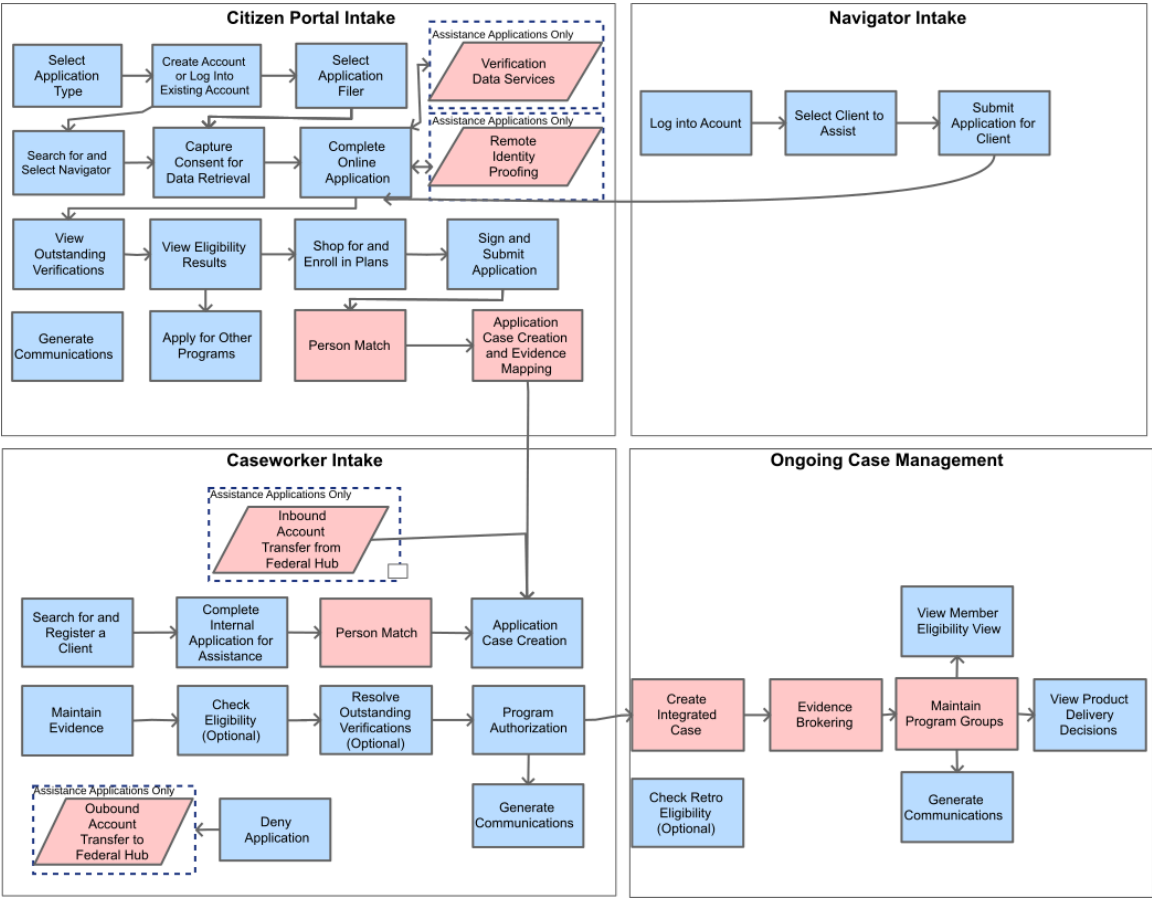 Citizen Portal Intake
Select
Application
Type
Create Account
or Log Into
Existing Account
Select
Application
Filer
Assistance Applications Only
Verification
Data Services
Search for and
Select Navigator
Capture
Consent for
Data Retrieval
Complete
Online
Application
Assistance Applications Only
Remote
Identity
Proofing
View
Outstanding
Verifications
View Eligibility
Results
Shop for and
Enroll in Plans
Sign and
Submit
Application
Generate
Communications
Apply for Other
Programs
Person Match
Application
Case Creation
and Evidence
Mapping
Navigator Intake
Log into Acount
Select Client to
Assist
Submit
Application for
Client
Caseworker Intake
Assistance Applications Only
Inbound
Account
Transfer from
Federal Hub
Search for and
Register a
Client
Complete
Internal
Application for
Assistance
Person Match
Application
Case Creation
Maintain
Evidence
Check
Eligibility
(Optional)
Resolve
Outstanding
Verifications
(Optional)
Program
Authorization
Assistance Applications Only
Oubound
Account
Transfer to
Federal Hub
Deny
Application
Generate
Communications
Ongoing Case Management
View Member
Eligibility View
Create
Integrated
Case
Evidence
Brokering
Maintain
Program Groups
View Product
Delivery
Decisions
Check Retro
Eligibility
(Optional)
Generate
Communications